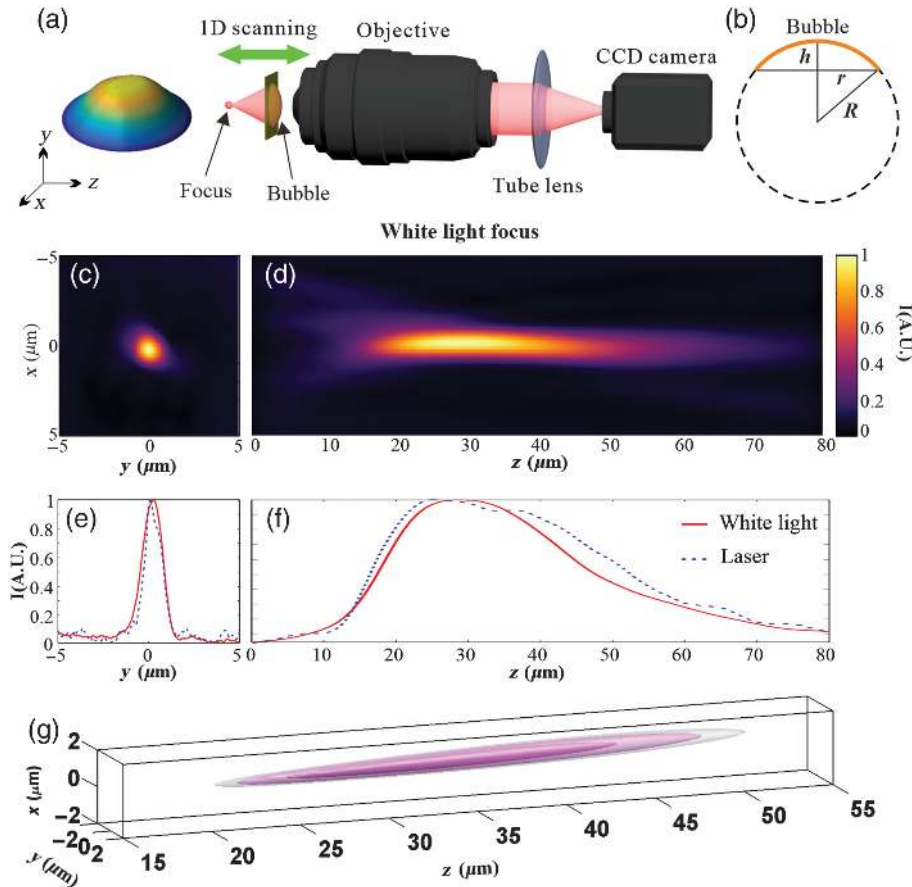 (a)
1D scanning
Objective
CCD camera
Focus
Bubble
Tube lens
y
z
x
(b)
Bubble
h
r
R
White light focus
(c)
−5
0
5
x (μm)
−5
0
5
y (μm)
(d)
0
10
20
30
40
50
60
70
80
z (μm)
1
0.8
0.6
0.4
0.2
0
I(A.U.)
(e)
1
0.8
0.6
0.4
0.2
0
I(A.U.)
−5
0
5
y (μm)
(f)
White light
Laser
0
10
20
30
40
50
60
70
80
z (μm)
(g)
2
0
−2
x (μm)
−2
0
2
y (μm)
15
20
25
30
35
40
45
50
55
z (μm)